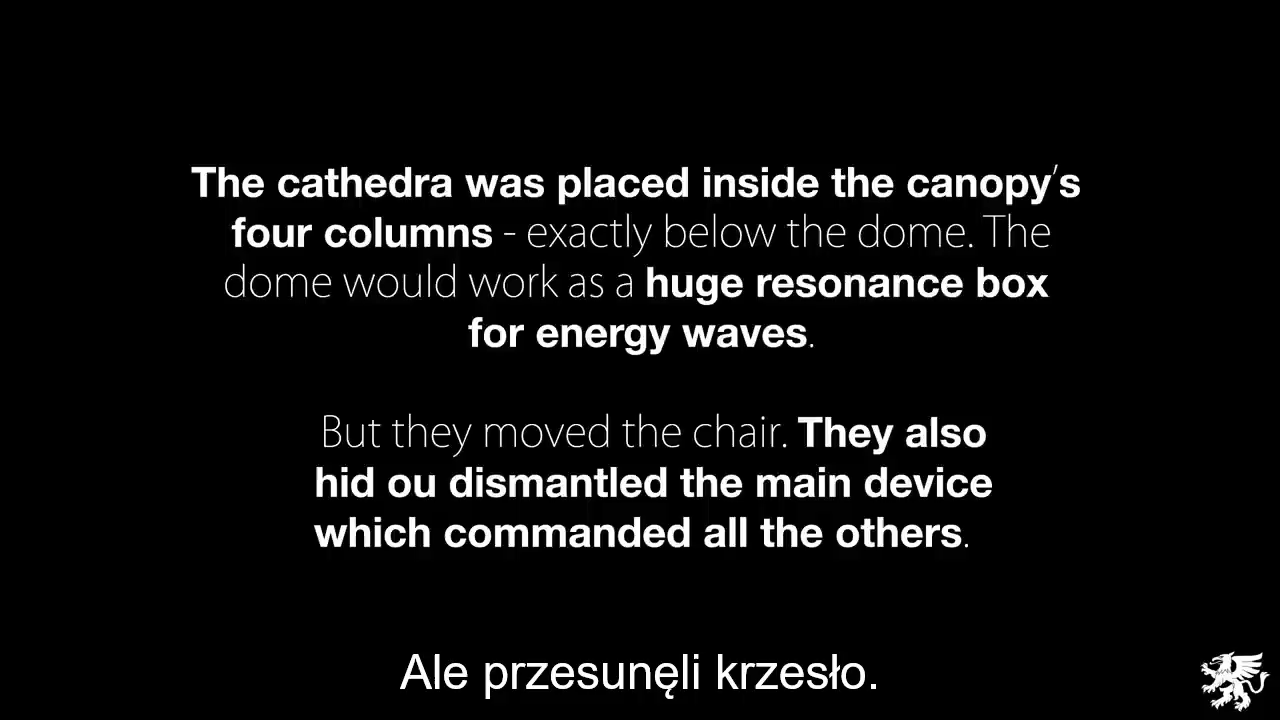 The cathedra was placed inside the canopy's
four columns - exactly below the dome. The
dome would work as a huge resonance box
for energy waves.
But they moved the chair. They also
hid ou dismantled the main device
which commanded all the others.
Ale przesunęli krzesło.